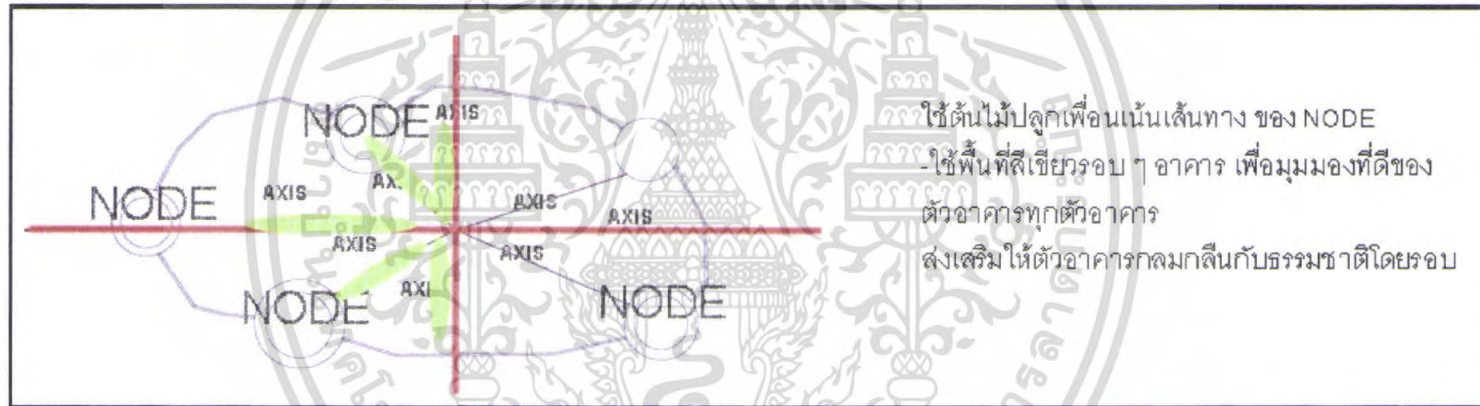 NODE
AXIS
NODE
AXIS
AX
AXIS
AXIS
AXIS
AXIS
NODE
AXI
NODE
ใช้ต้นไม้ปลูกเพื่อนเน้นเส้นทาง ของ NODE
-ใช้พื้นที่สีเขียวรอบ ๆ อาคาร เพื่อมุมมองที่ดีของ
ตัวอาคารทุกตัวอาคาร
ส่งเสริมให้ตัวอาคารกลมกลืนกับธรรมชาติโดยรอบ